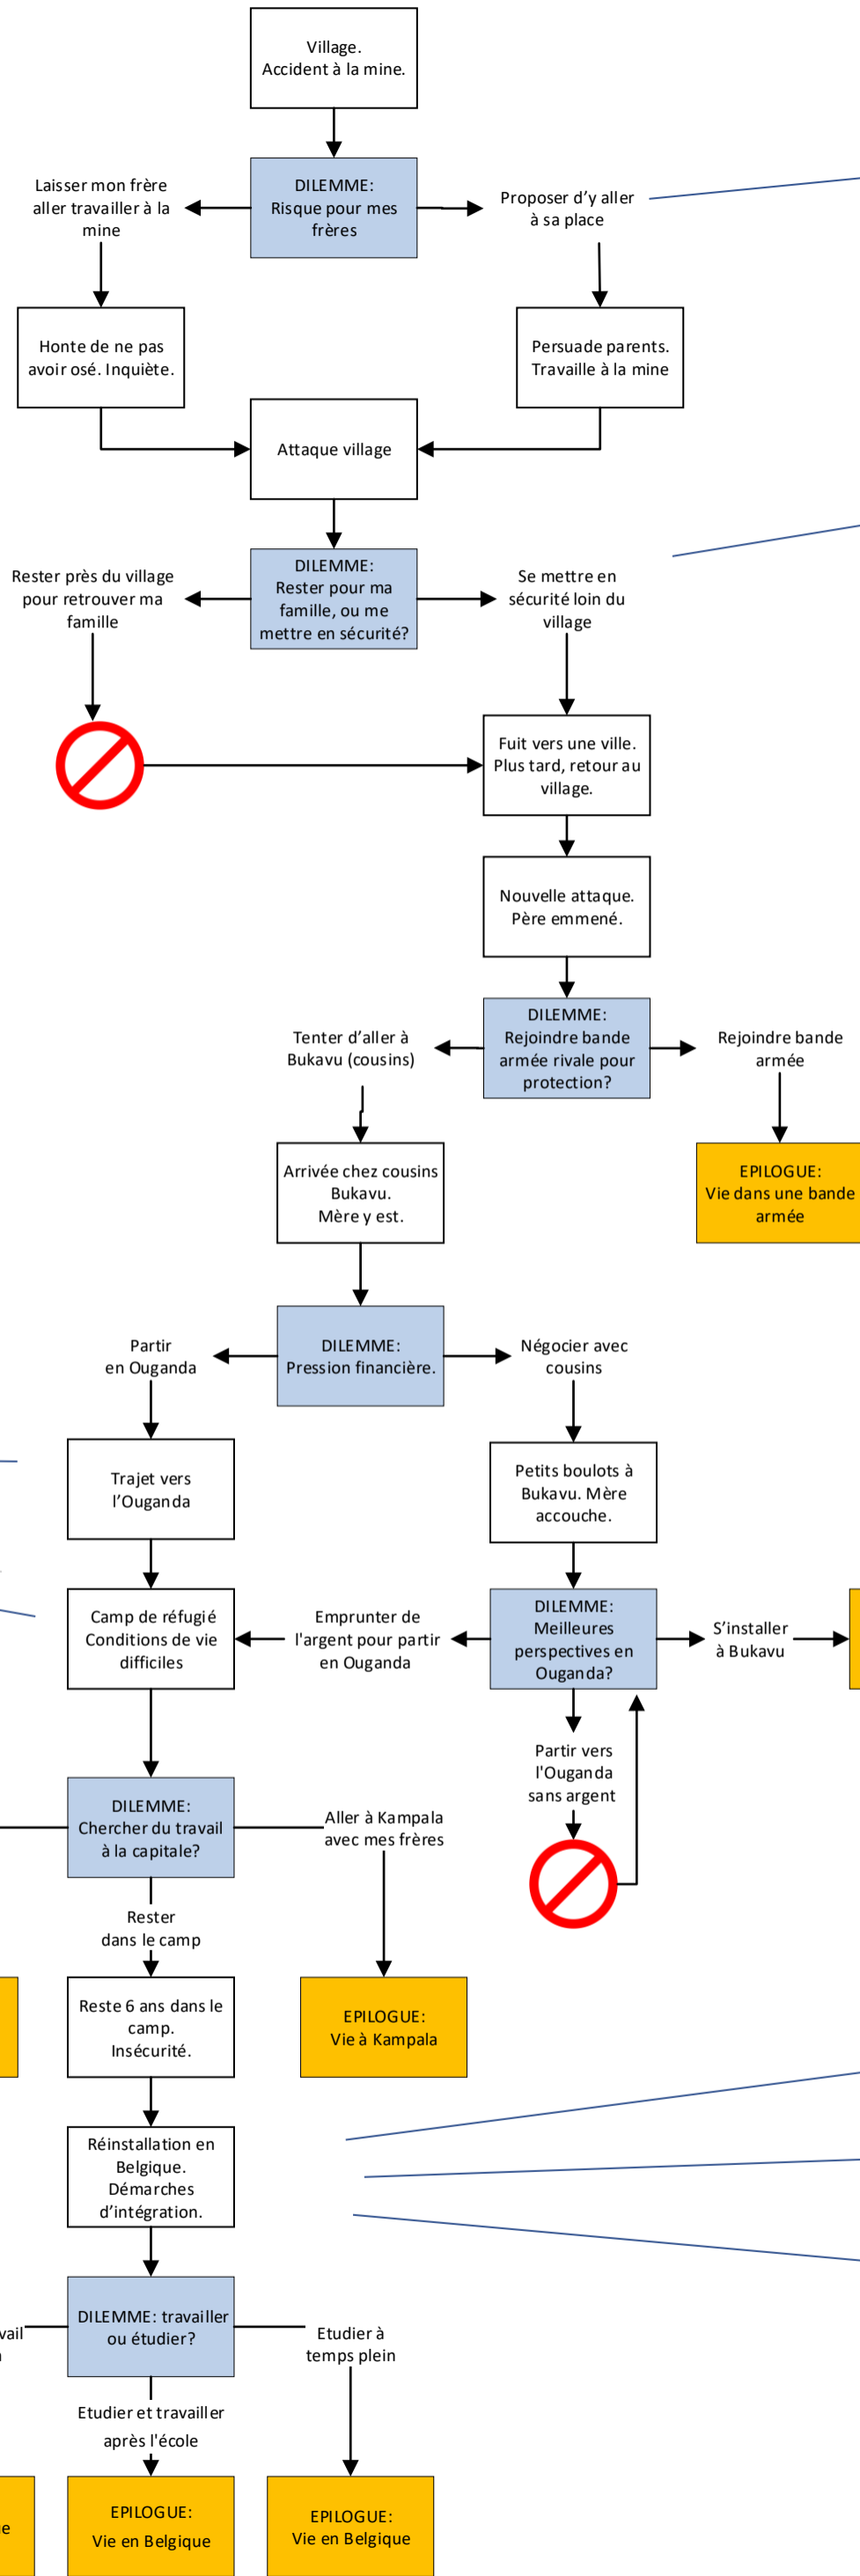 Village.
Accident à la mine.
DILEMME:
Risque pour mes
frères
Laisser mon frère
aller travailler à la
mine
Proposer d'y aller
à sa place
Honte de ne pas
avoir osé. Inquiète.
Persuade parents.
Travaille à la mine
Attaque village
DILEMME:
Rester pour ma
famille, ou me
mettre en sécurité?
Rester près du village
pour retrouver ma
famille
Se mettre en
sécurité loin du
village
Fuit vers une ville.
Plus tard, retour au
village.
Nouvelle attaque.
Père emmené.
DILEMME:
Rejoindre bande
armée rivale pour
protection?
Tenter d'aller à
Bukavu (cousins)
Rejoindre bande
armée
Arrivée chez cousins
Bukavu.
Mère y est.
EPILOGUE:
Vie dans une bande
armée
DILEMME:
Pression financière.
Partir
en Ouganda
Négocier avec
cousins
Trajet vers
l'Ouganda
Petits boulots à
Bukavu. Mère
accouche.
Camp de réfugié
Conditions de vie
difficiles
Emprunter de
l'argent pour partir
en Ouganda
DILEMME:
Meilleures
perspectives en
Ouganda?
S'installer
à Bukavu
Partir vers
l'Ouganda
sans argent
DILEMME:
Chercher du travail
à la capitale?
Aller à Kampala
avec mes frères
Rester
dans le camp
Reste 6 ans dans le
camp.
Insécurité.
EPILOGUE:
Vie à Kampala
Réinstallation en
Belgique.
Démarches
d'intégration.
DILEMME: travailler
ou étudier?
vail
Etudier à
temps plein
Etudier et travailler
après l'école
EPILOGUE:
Vie en Belgique
EPILOGUE:
Vie en Belgique